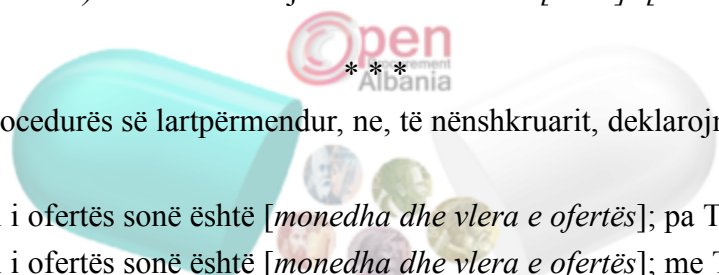 Open
Procurement
Albania
* * *
ocedurës së lartpërmendur, ne, të nënshkruarit, deklaroj
i ofertës sonë është [monedha dhe vlera e ofertës]; pa T
i ofertës sonë është [monedha dhe vlera e ofertës]; me T